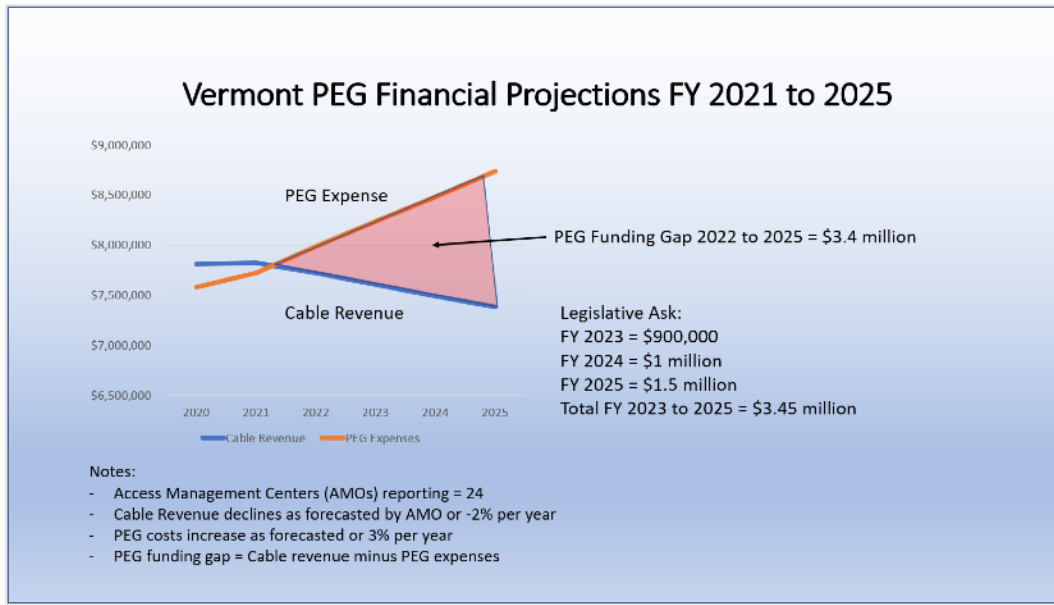 Vermont PEG Financial Projections FY 2021 to 2025
$9,000,000
$8,500,000
$8,000,000
$7,500,000
$7,000,000
$6,500,000
PEG Expense
Cable Revenue
2020 2021 2022 2023 2024 2025
Cable Revenue PEG Expenses
PEG Funding Gap 2022 to 2025 = $3.4 million
Legislative Ask:
FY 2023 = $900,000
FY 2024 = $1 million
FY 2025 = $1.5 million
Total FY 2023 to 2025 = $3.45 million
Notes:
- Access Management Centers (AMOs) reporting = 24
- Cable Revenue declines as forecasted by AMO or -2% per year
- PEG costs increase as forecasted or 3% per year
- PEG funding gap = Cable revenue minus PEG expenses